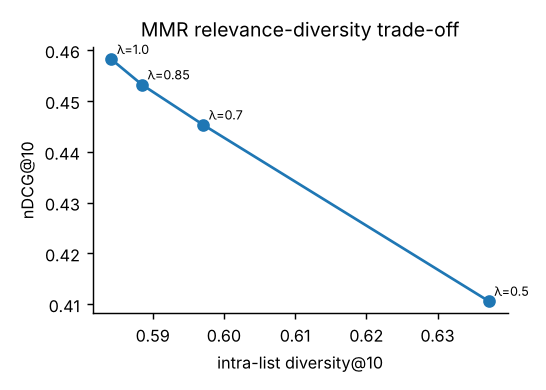 MMR relevance-diversity trade-off
0.46
λ=1.0
λ=0.85
0.45
λ=0.7
0.44
nDCG@10
0.43
0.42
0.41
λ=0.5
0.59 0.60 0.61 0.62 0.63
intra-list diversity@10